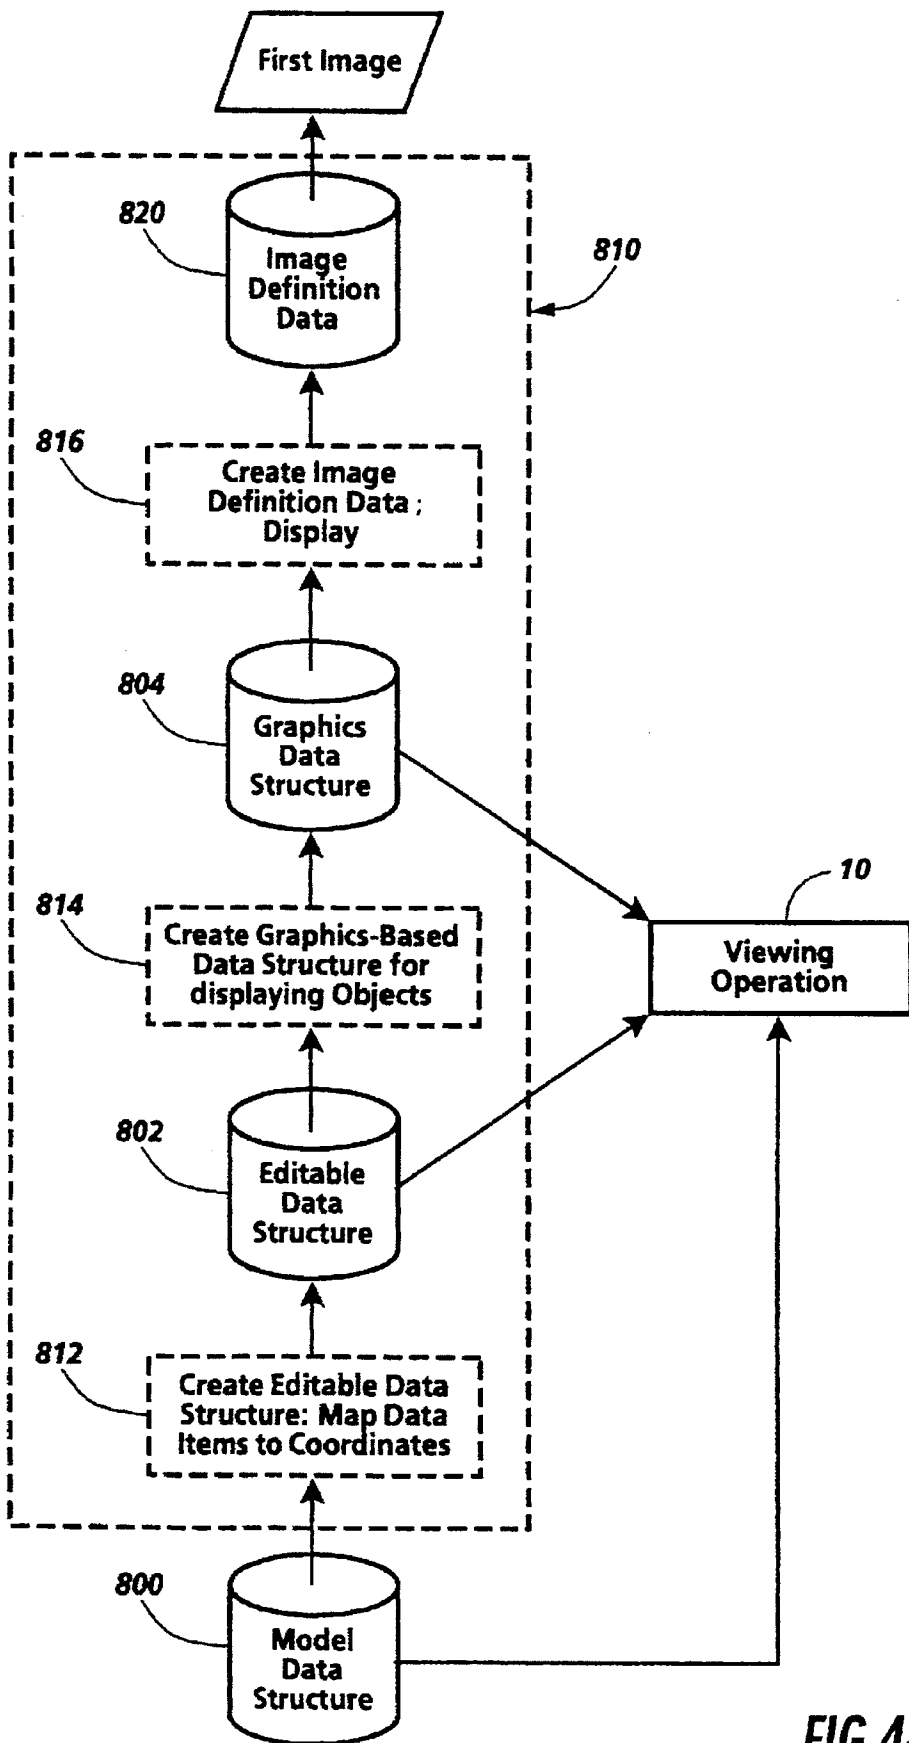 First Image
820
Image
Definition
Data
810
816
Create Image
Definition Data ;
Display
804
Graphics
Data
Structure
10
Viewing
Operation
814
Create Graphics-Based
Data Structure for
displaying Objects
802
Editable
Data
Structure
812
Create Editable Data
Structure: Map Data
Items to Coordinates
800
Model
Data
Structure
FIG.4